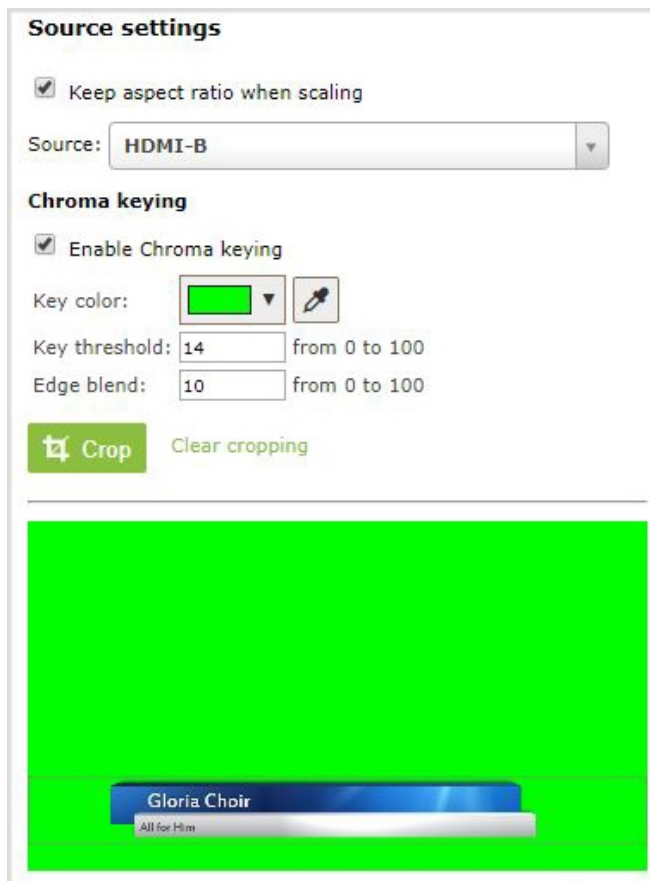 Source settings
Keep aspect ratio when scaling
Source: HDMI-B
Chroma keying
Enable Chroma keying
Key color:
Key threshold: 14 from 0 to 100
Edge blend: 10 from 0 to 100
Crop Clear cropping
Gloria Choir
All for Him